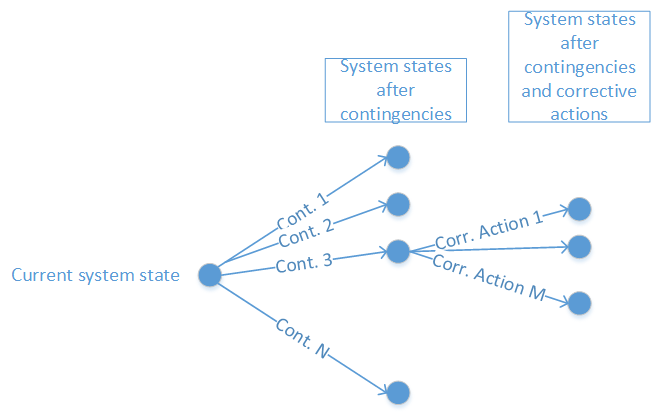 System states
after
contingencies
System states
after
contingencies
and corrective
actions
Current system state
Cont. 1
Cont. 2
Cont. 3
Cont. N
Corr. Action 1
Corr. Action M